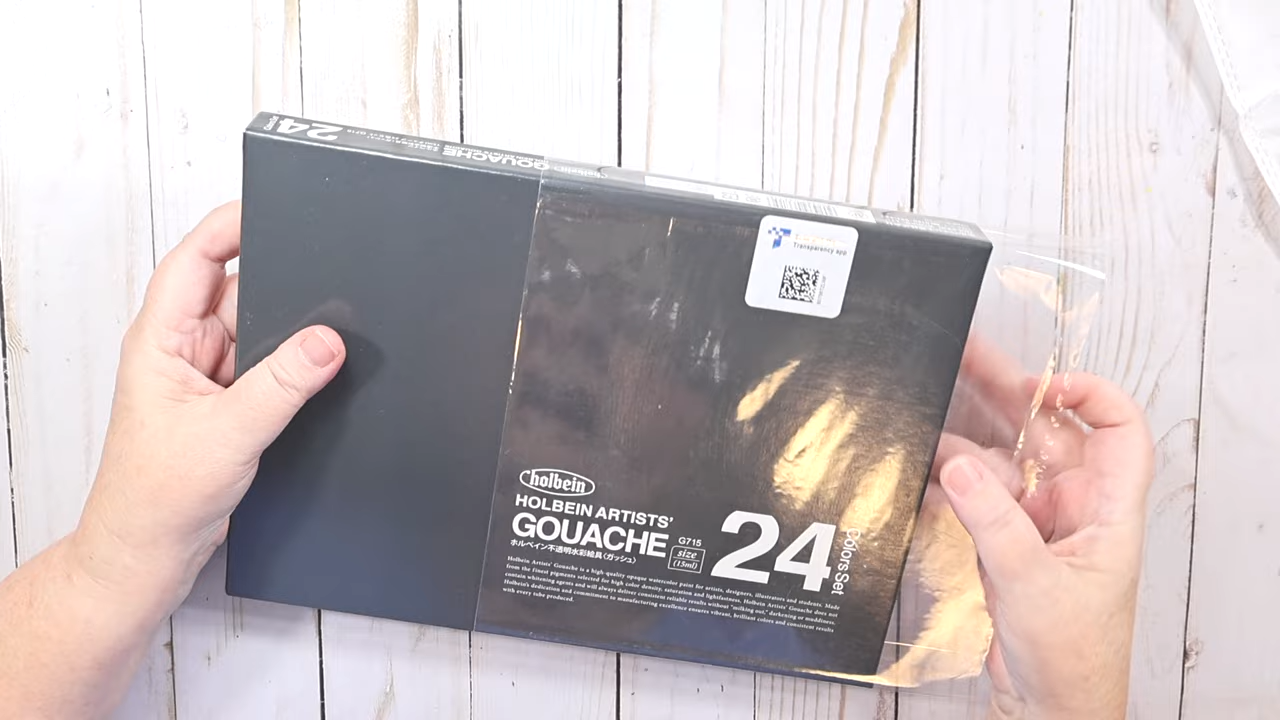 24
GOUACHE
Transparency app
holbein
HOLBEIN ARTISTS'
GOUACHE
G715
size
(15ml)
24
Colors Set
ホルベイン不透明水彩絵具〈ガッシュ〉
Holbein Artists' Gouache is a high-quality opaque watercolor paint for artists, designers, illustrators and students. Made
from the finest pigments selected for high color density, saturation and lightfastness. Holbein Artists' Gouache does not
contain whitening agents and will always deliver consistent reliable results without "milking out," darkening or muddiness.
Holbein's dedication and commitment to manufacturing excellence ensures vibrant, brilliant colors and consistent results
with every tube produced.